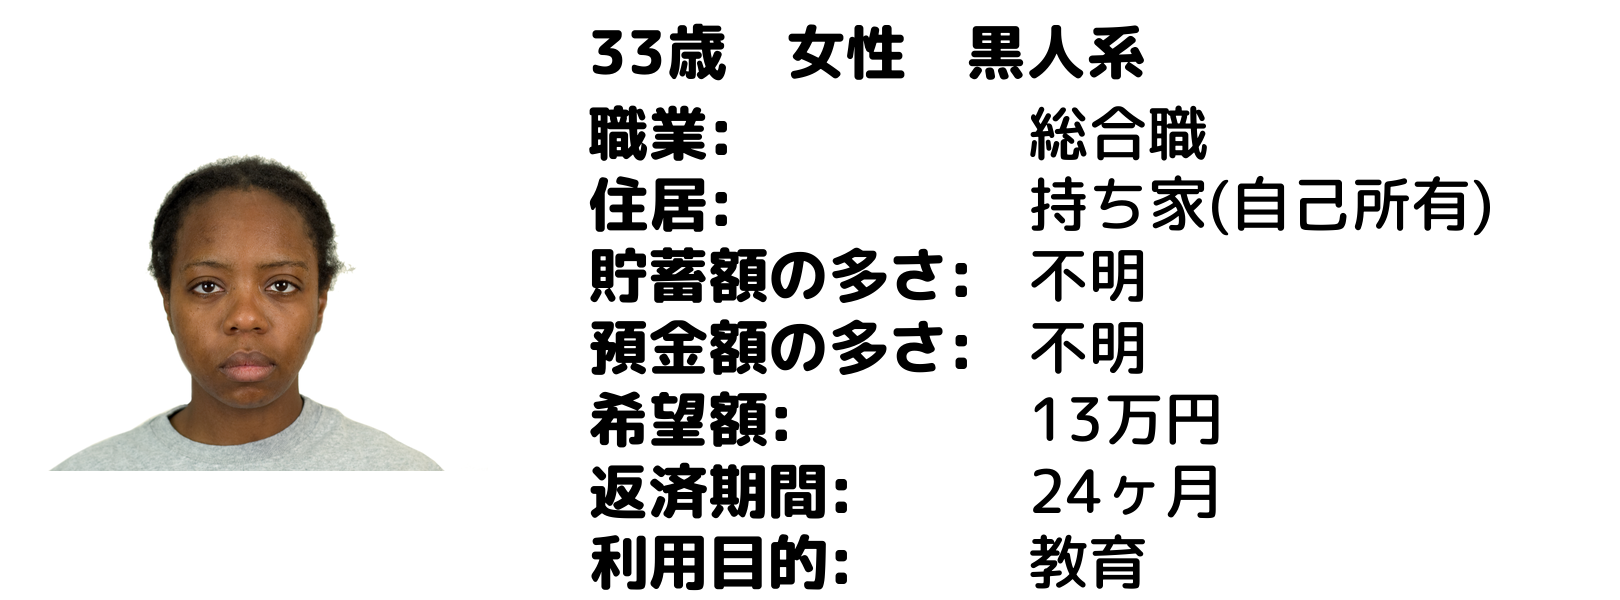 33歳　女性　黒人系
職業: 総合職
住居: 持ち家(自己所有)
貯蓄額の多さ: 不明
預金額の多さ: 不明
希望額: 13万円
返済期間: 24ヶ月
利用目的: 教育